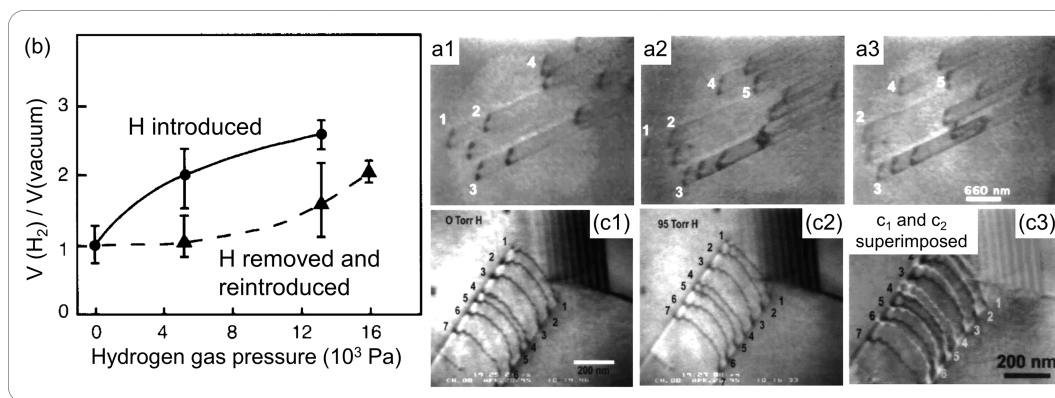 (b)
V (H₂) / V(vacuum)
3
2
1
0
H introduced
H removed and
reintroduced
0 4 8 12 16
Hydrogen gas pressure (10³ Pa)
a1
4
2
1
3
a2
4
5
1
2
3
a3
4
5
2
3
660 nm
(c1)
O Torr H
1
2
3
4
5
6
7
1
2
3
4
5
6
200 nm
(c2)
95 Torr H
1
2
3
4
5
6
7
1
2
3
4
5
6
c₁ and c₂
superimposed
(c3)
2
3
4
5
6
7
1
2
3
4
5
6
200 nm